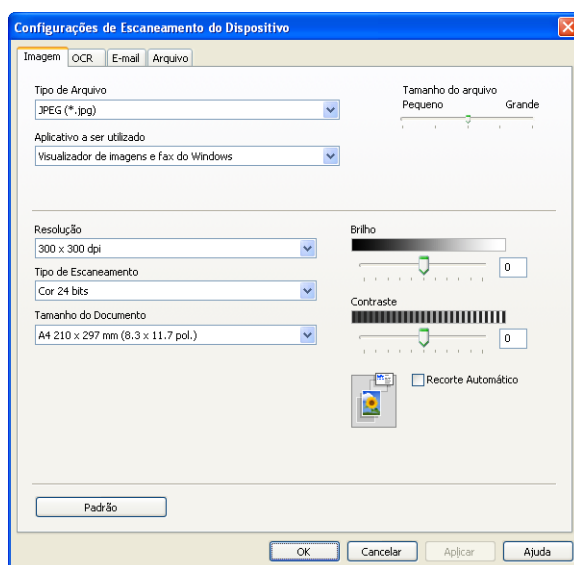 Configurações de Escaneamento do Dispositivo
Imagem OCR E-mail Arquivo
Tipo de Arquivo
JPEG (*.jpg)
Tamanho do arquivo
Pequeno Grande
Aplicativo a ser utilizado
Visualizador de imagens e fax do Windows
Resolução
300 x 300 dpi
Tipo de Escaneamento
Cor 24 bits
Tamanho do Documento
A4 210 x 297 mm (8.3 x 11.7 pol.)
Brilho
0
Contraste
0
Recorte Automático
Padrão
OK Cancelar Aplicar Ajuda